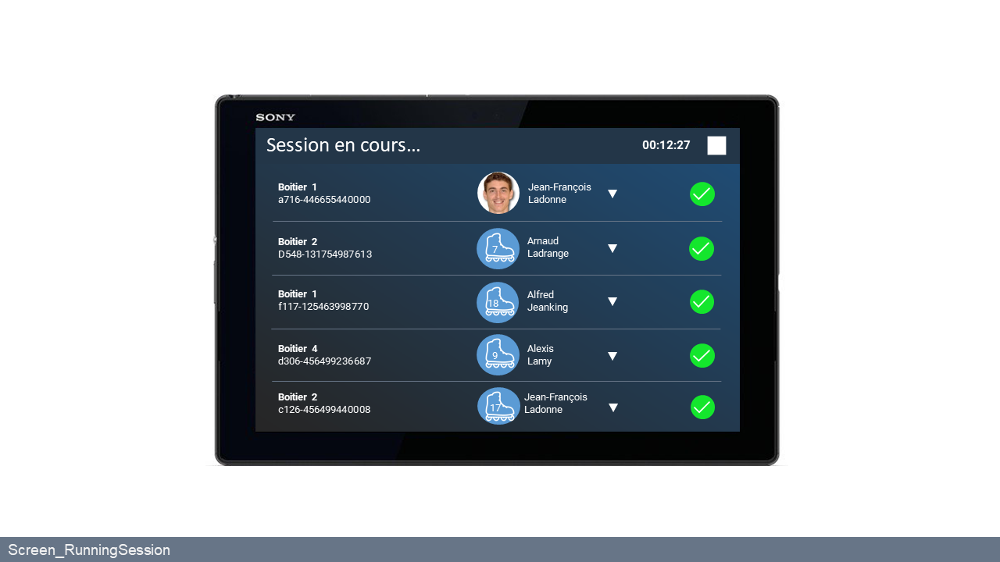 SONY
Session en cours...
00:12:27
Boitier 1
a716-446655440000
Jean-François
Ladonne
Boitier 2
D548-131754987613
7
Arnaud
Ladrange
Boitier 1
f117-125463998770
18
Alfred
Jeanking
Boitier 4
d306-456499236687
9
Alexis
Lamy
Boitier 2
c126-456499440008
17
Jean-François
Ladonne
Screen_RunningSession